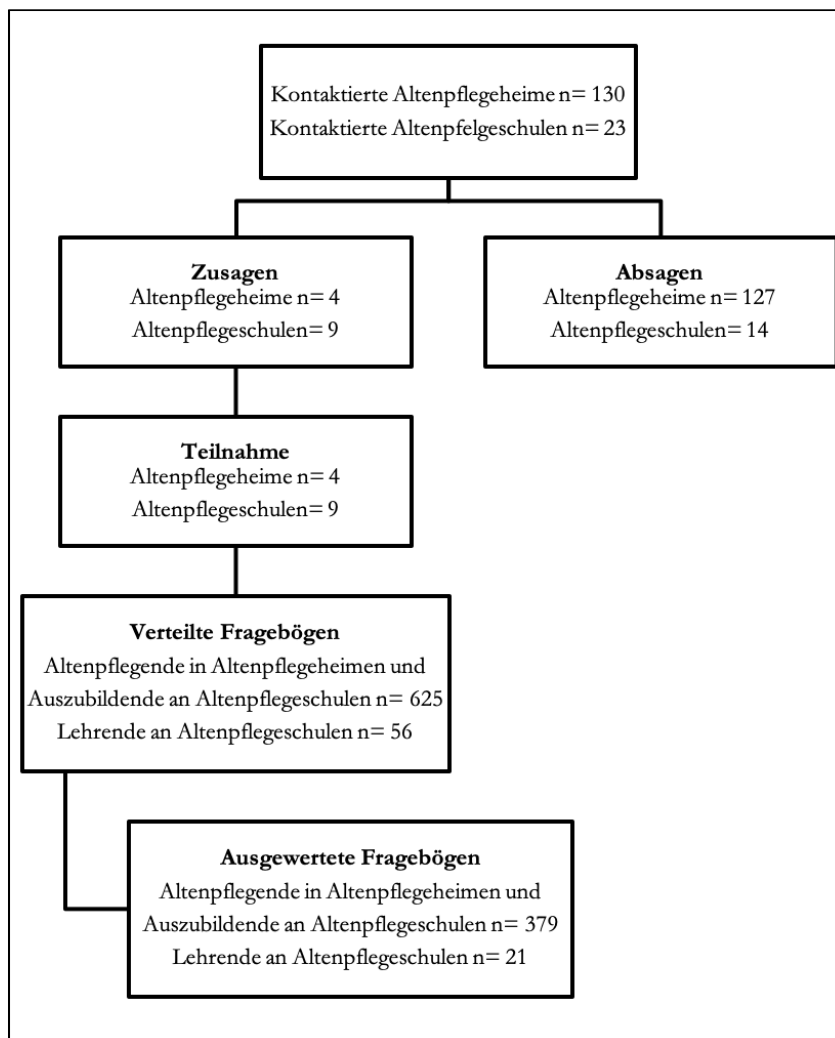 Kontaktierte Altenpflegeheime n= 130
Kontaktierte Altenpfelgeschulen n= 23
Zusagen
Altenpflegeheime n= 4
Altenpflegeschulen= 9
Absagen
Altenpflegeheime n= 127
Altenpflegeschulen= 14
Teilnahme
Altenpflegeheime n= 4
Altenpflegeschulen= 9
Verteilte Fragebögen
Altenpflegende in Altenpflegeheimen und
Auszubildende an Altenpflegeschulen n= 625
Lehrende an Altenpflegeschulen n= 56
Ausgewertete Fragebögen
Altenpflegende in Altenpflegeheimen und
Auszubildende an Altenpflegeschulen n= 379
Lehrende an Altenpflegeschulen n= 21